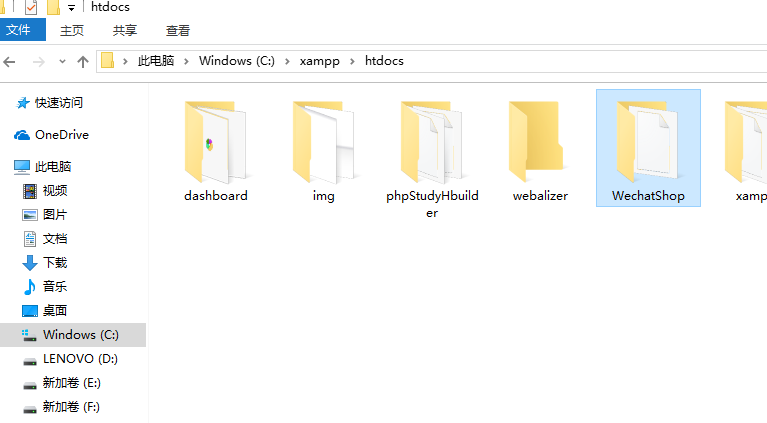 htdocs
文件 主页 共享 查看
此电脑 Windows (C:) xampp htdocs
快速访问
OneDrive
此电脑
视频
图片
文档
下载
音乐
桌面
Windows (C:)
LENOVO (D:)
新加卷 (E:)
新加卷 (F:)
dashboard
img
phpStudyHbuild
er
webalizer
WechatShop
xamp